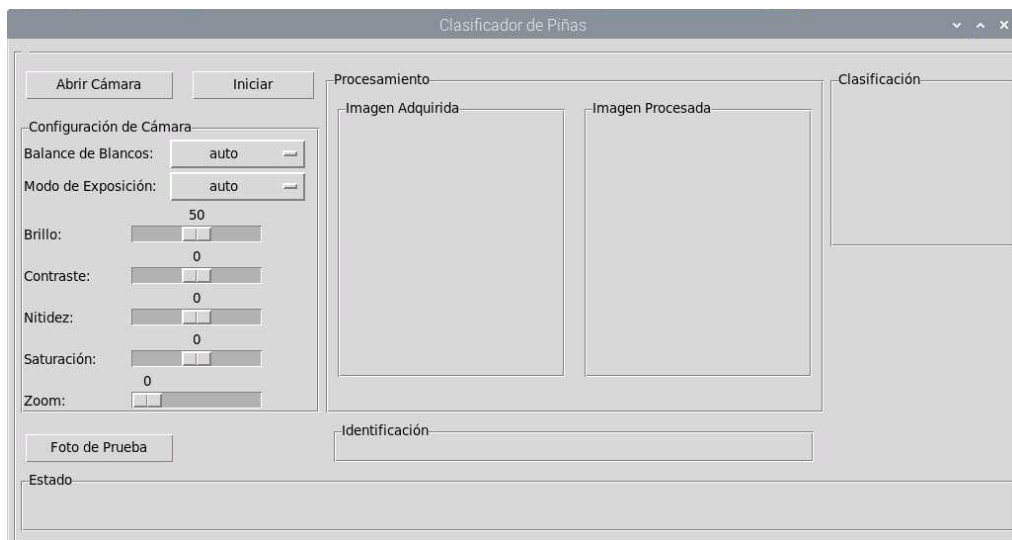 Clasificador de Piñas
Abrir Cámara
Iniciar
Configuración de Cámara
Balance de Blancos:
auto
Modo de Exposición:
auto
50
Brillo:
0
Contraste:
0
Nitidez:
0
Saturación:
0
Zoom:
Foto de Prueba
Procesamiento
Imagen Adquirida
Imagen Procesada
Identificación
Clasificación
Estado